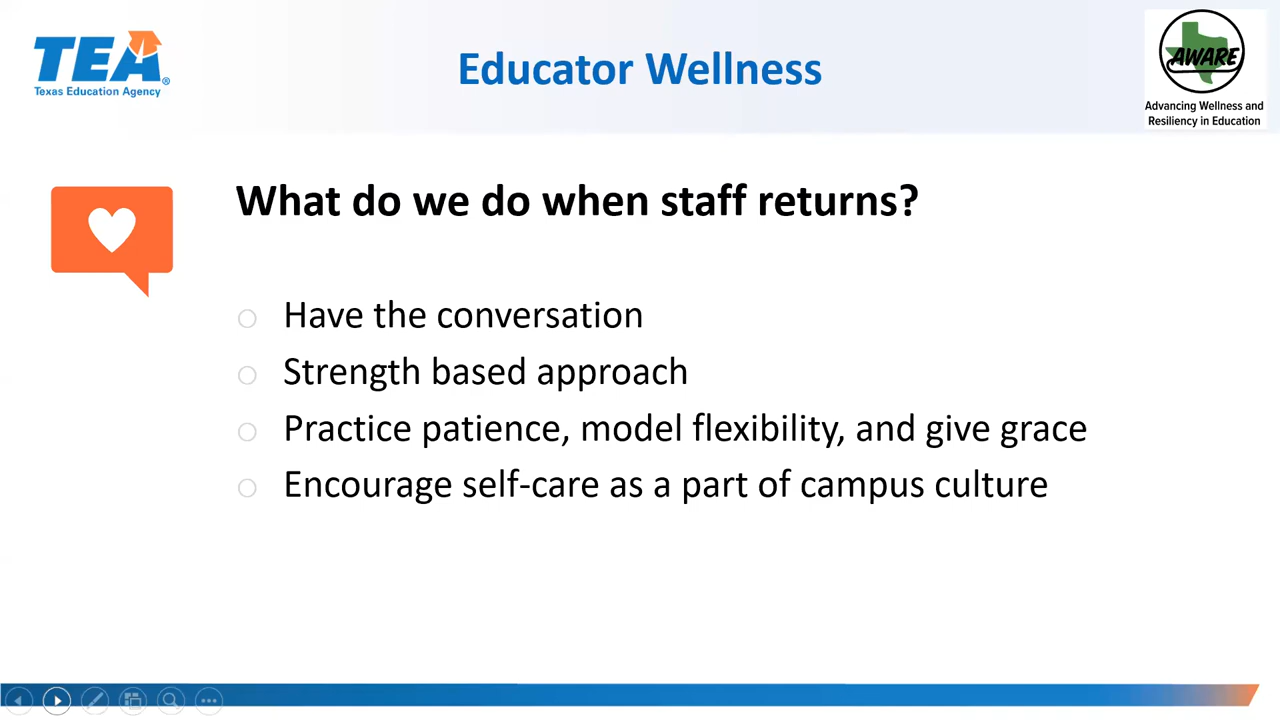 TEA®
Texas Education Agency
Educator Wellness
AWARE
Advancing Wellness and
Resiliency in Education
What do we do when staff returns?
Have the conversation
Strength based approach
Practice patience, model flexibility, and give grace
Encourage self-care as a part of campus culture